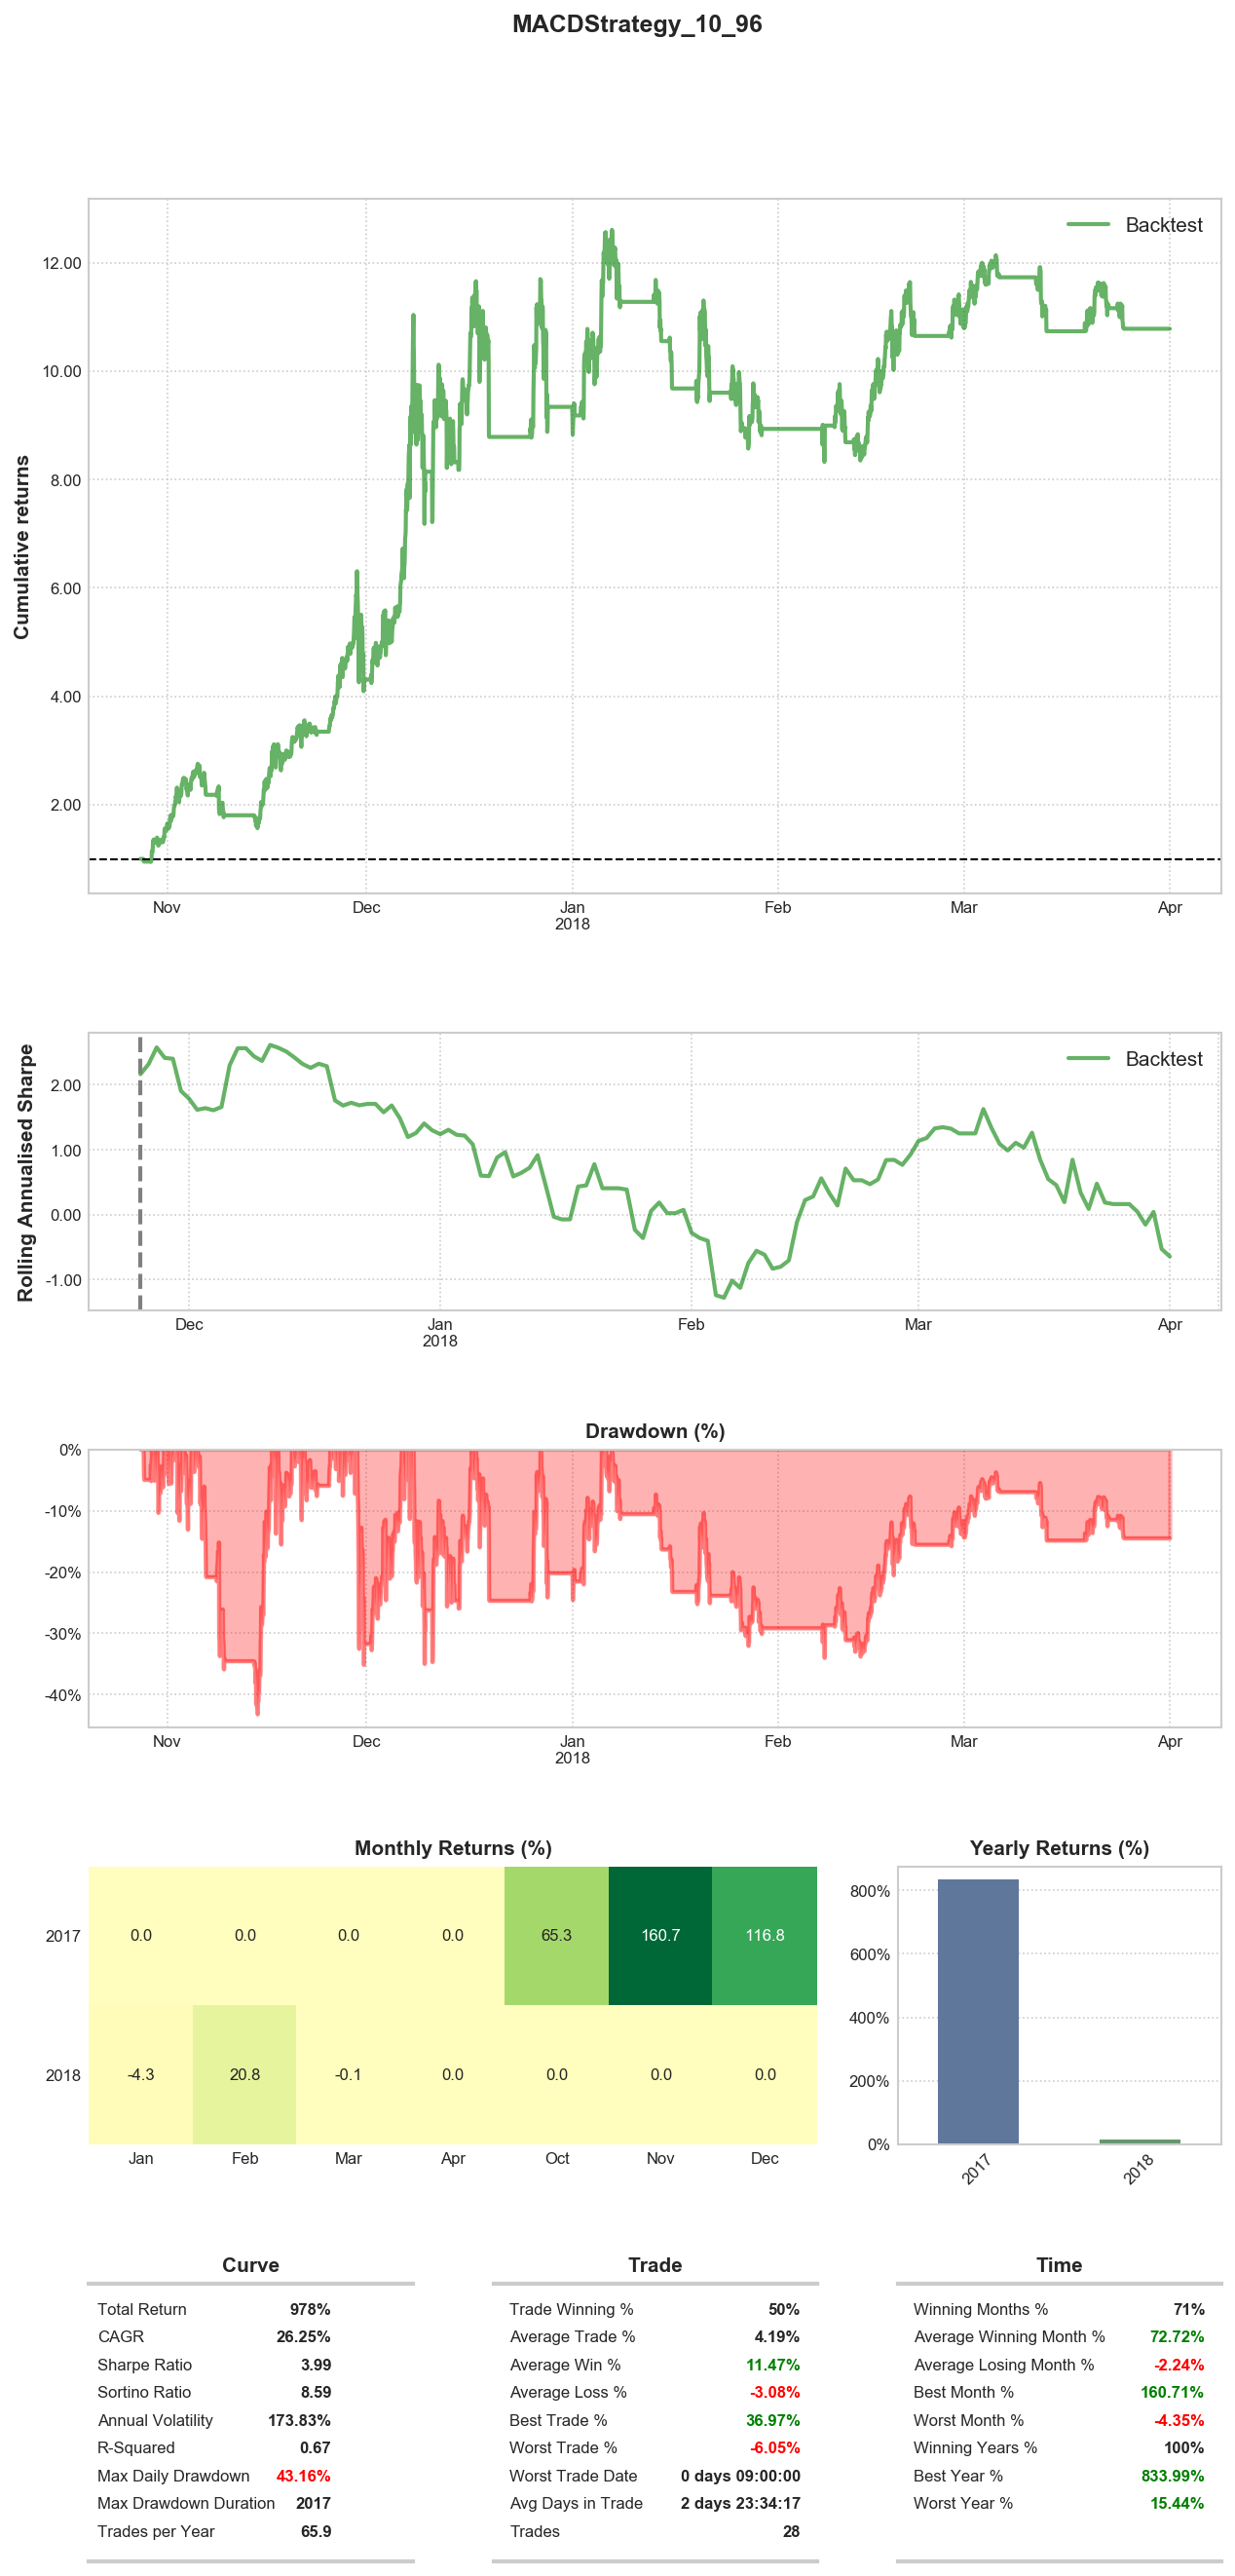 MACDStrategy_10_96
Backtest
Cumulative returns
12.00
10.00
8.00
6.00
4.00
2.00
Nov Dec Jan Feb Mar Apr
2018
Backtest
Rolling Annualised Sharpe
2.00
1.00
0.00
-1.00
Dec Jan Feb Mar Apr
2018
Drawdown (%)
0%
-10%
-20%
-30%
-40%
Nov Dec Jan Feb Mar Apr
2018
Monthly Returns (%)
2017 0.0 0.0 0.0 0.0 65.3 160.7 116.8
2018 -4.3 20.8 -0.1 0.0 0.0 0.0 0.0
Jan Feb Mar Apr Oct Nov Dec
Yearly Returns (%)
800%
600%
400%
200%
0%
2017 2018
Curve
Total Return 978%
CAGR 26.25%
Sharpe Ratio 3.99
Sortino Ratio 8.59
Annual Volatility 173.83%
R-Squared 0.67
Max Daily Drawdown 43.16%
Max Drawdown Duration 2017
Trades per Year 65.9
Trade
Trade Winning % 50%
Average Trade % 4.19%
Average Win % 11.47%
Average Loss % -3.08%
Best Trade % 36.97%
Worst Trade % -6.05%
Worst Trade Date 0 days 09:00:00
Avg Days in Trade 2 days 23:34:17
Trades 28
Time
Winning Months % 71%
Average Winning Month % 72.72%
Average Losing Month % -2.24%
Best Month % 160.71%
Worst Month % -4.35%
Winning Years % 100%
Best Year % 833.99%
Worst Year % 15.44%